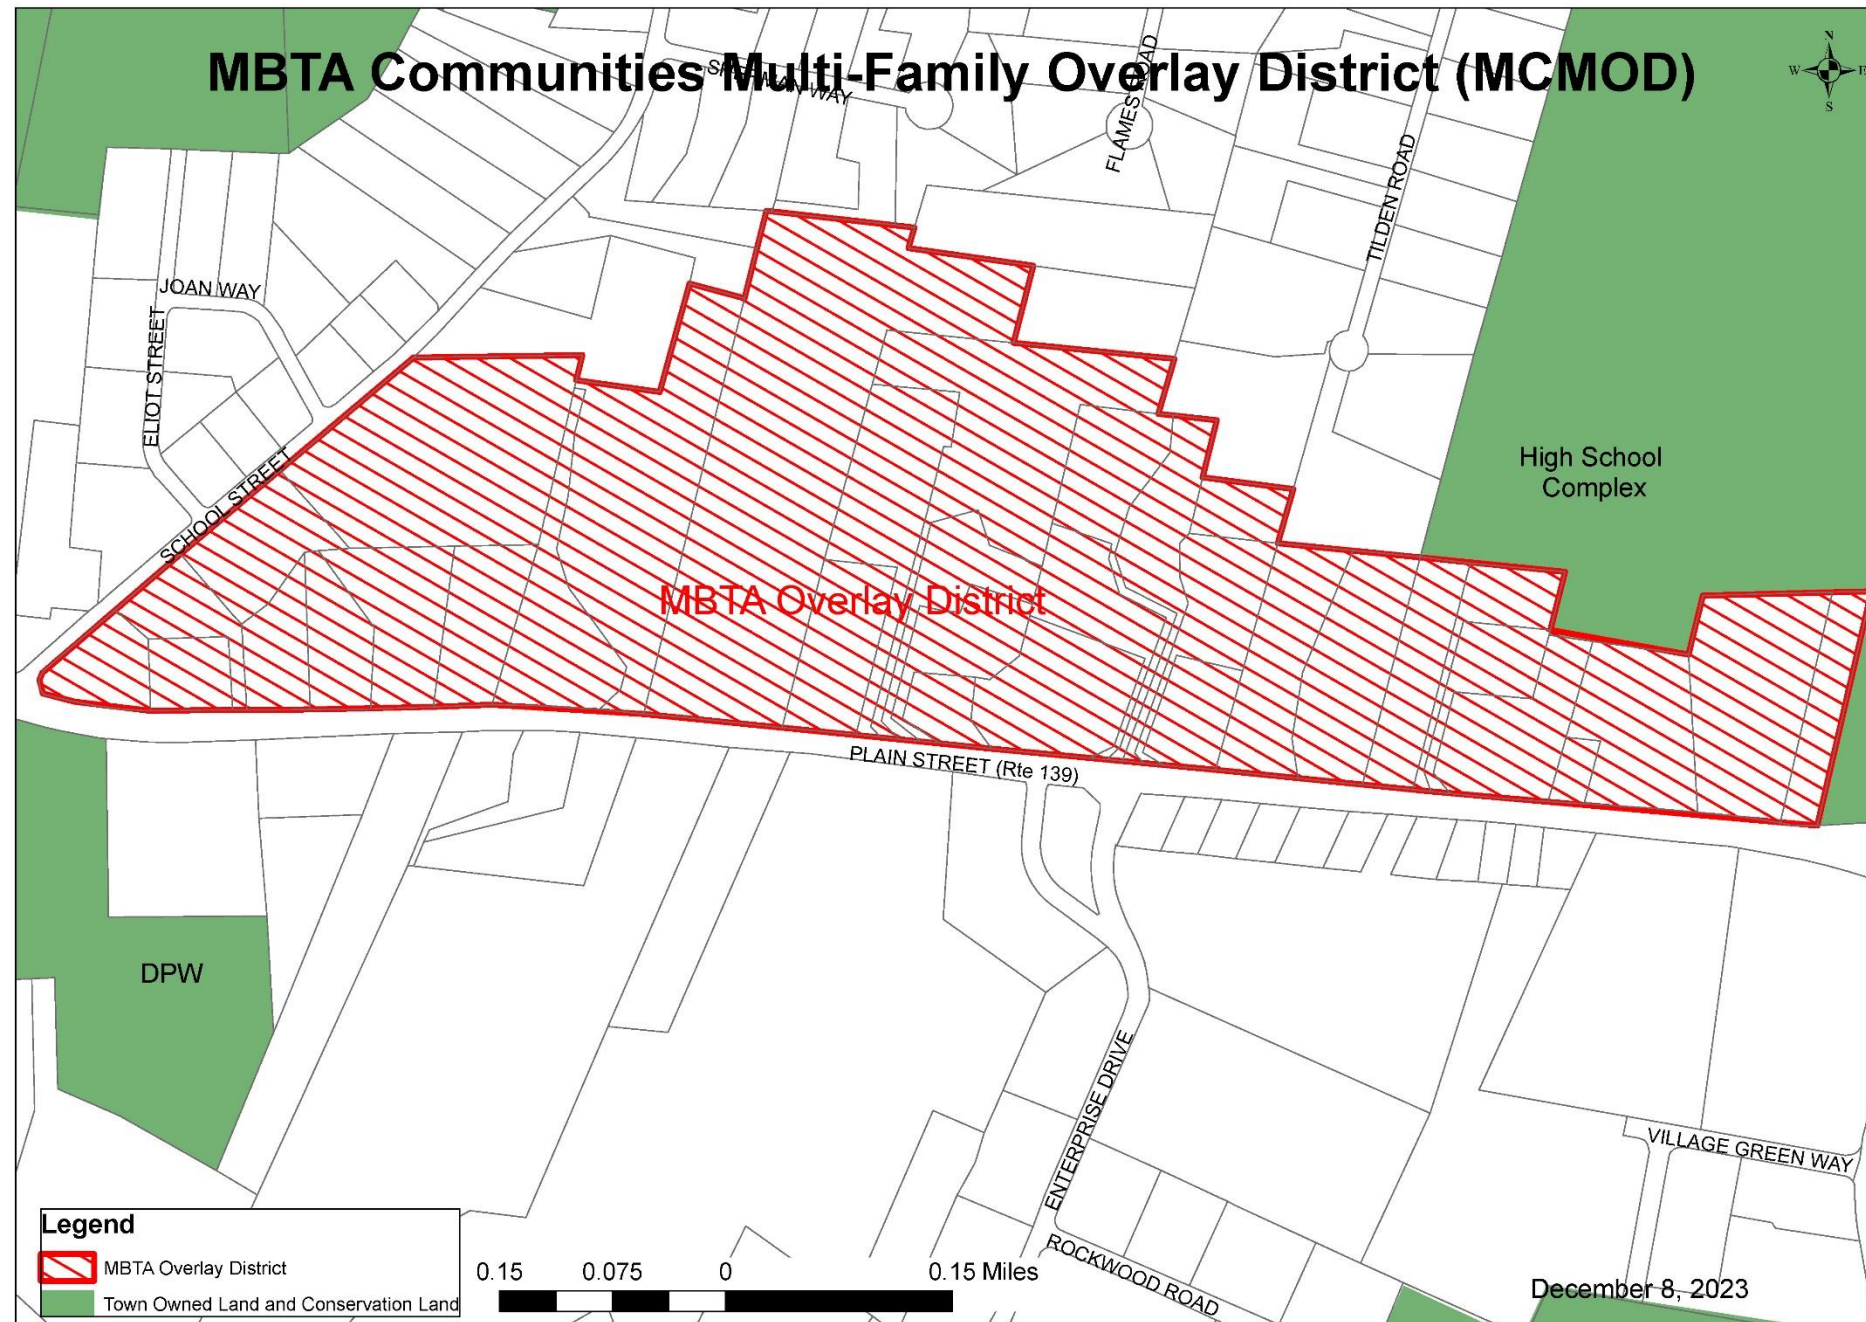 MBTA Communities Multi-Family Overlay District (MCMOD)
N
W E
S
SHERMAN WAY
FLAMES ROAD
TILDEN ROAD
JOAN WAY
ELIOT STREET
SCHOOL STREET
High School
Complex
MBTA Overlay District
PLAIN STREET (Rte 139)
DPW
ENTERPRISE DRIVE
VILLAGE GREEN WAY
ROCKWOOD ROAD
Legend
MBTA Overlay District
Town Owned Land and Conservation Land
0.15 0.075 0 0.15 Miles
December 8, 2023